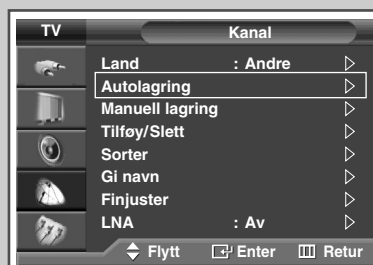 TV Kanal
Land : Andre
Autolagring
Manuell lagring
Tilføy/Slett
Sorter
Gi navn
Finjuster
LNA : Av
Flytt Enter Retur